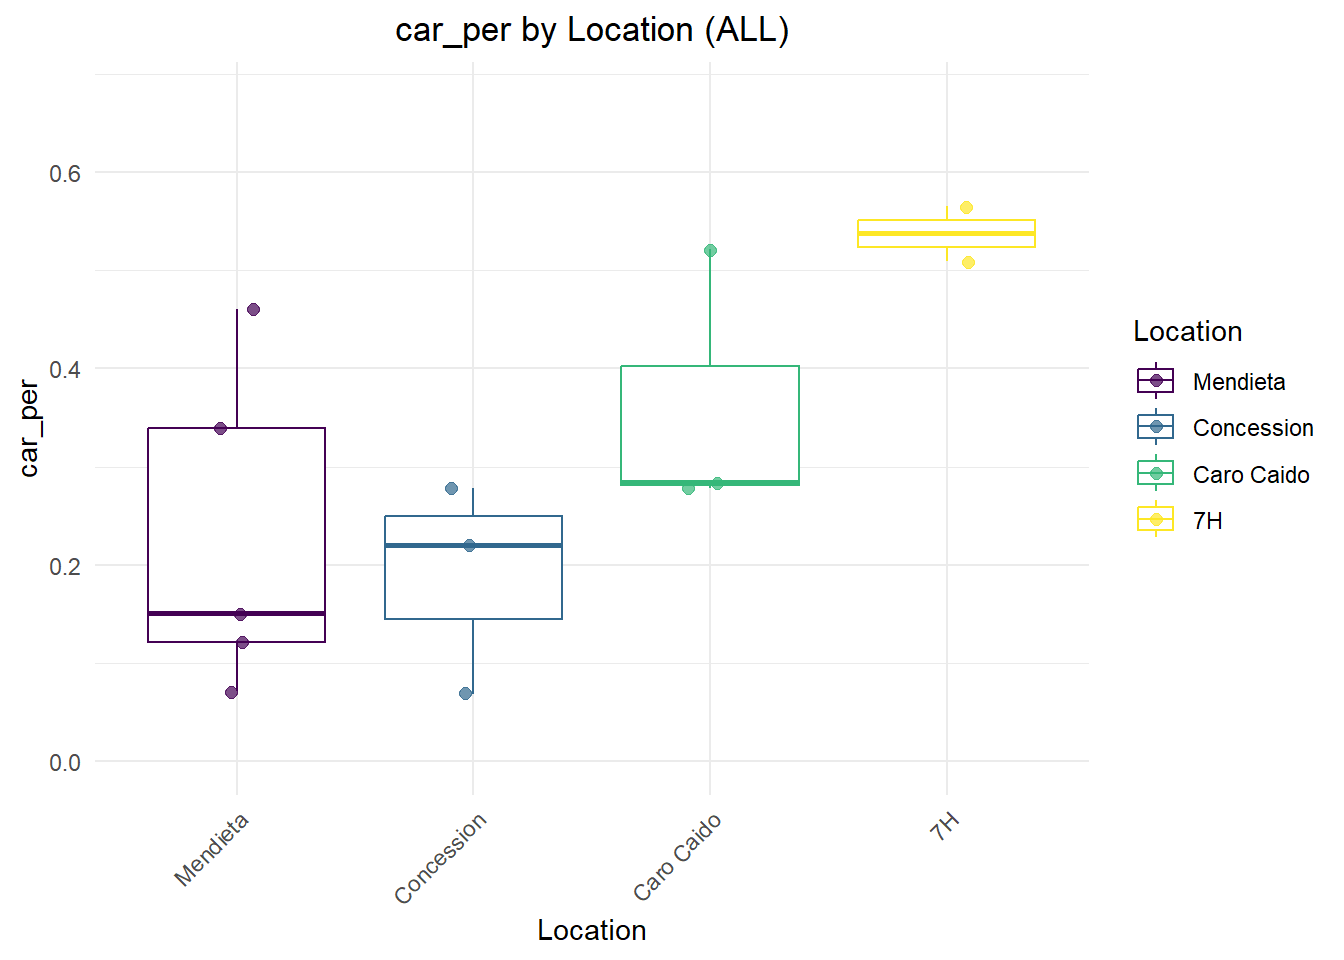 car_per by Location (ALL)
car_per
0.6
0.4
0.2
0.0
Mendieta
Concession
Caro Caido
7H
Location
Location
Mendieta
Concession
Caro Caido
7H